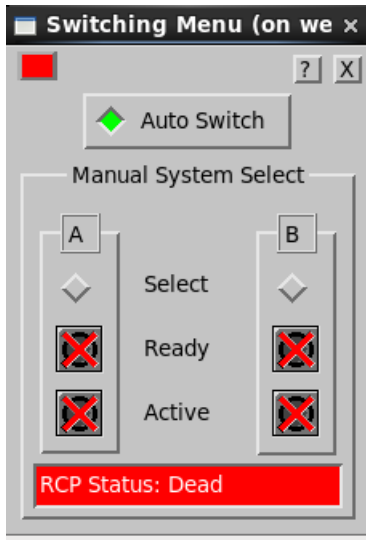 Switching Menu (on we ×
? X
Auto Switch
Manual System Select
A B
Select
Ready
Active
RCP Status: Dead